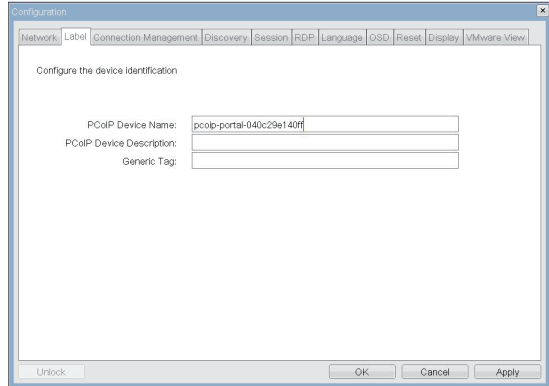 Configuration
Network Label Connection Management Discovery Session RDP Language OSD Reset Display VMware View
Configure the device identification
PCoIP Device Name: pcoip-portal-040c29e140ff
PCoIP Device Description:
Generic Tag:
Unlock OK Cancel Apply